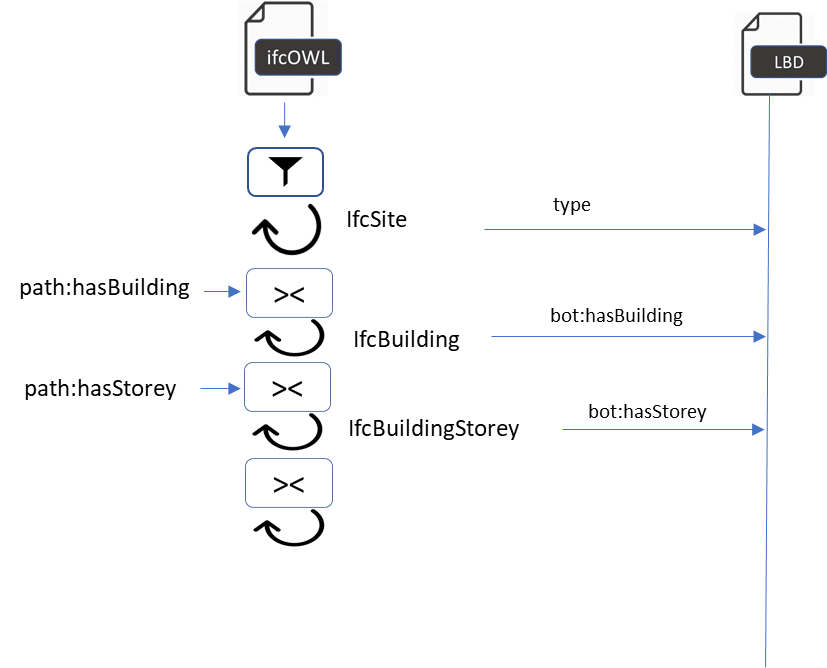 ifcOWL
LBD
IfcSite
type
path:hasBuilding
><
IfcBuilding
bot:hasBuilding
path:hasStorey
><
IfcBuildingStorey
bot:hasStorey
><